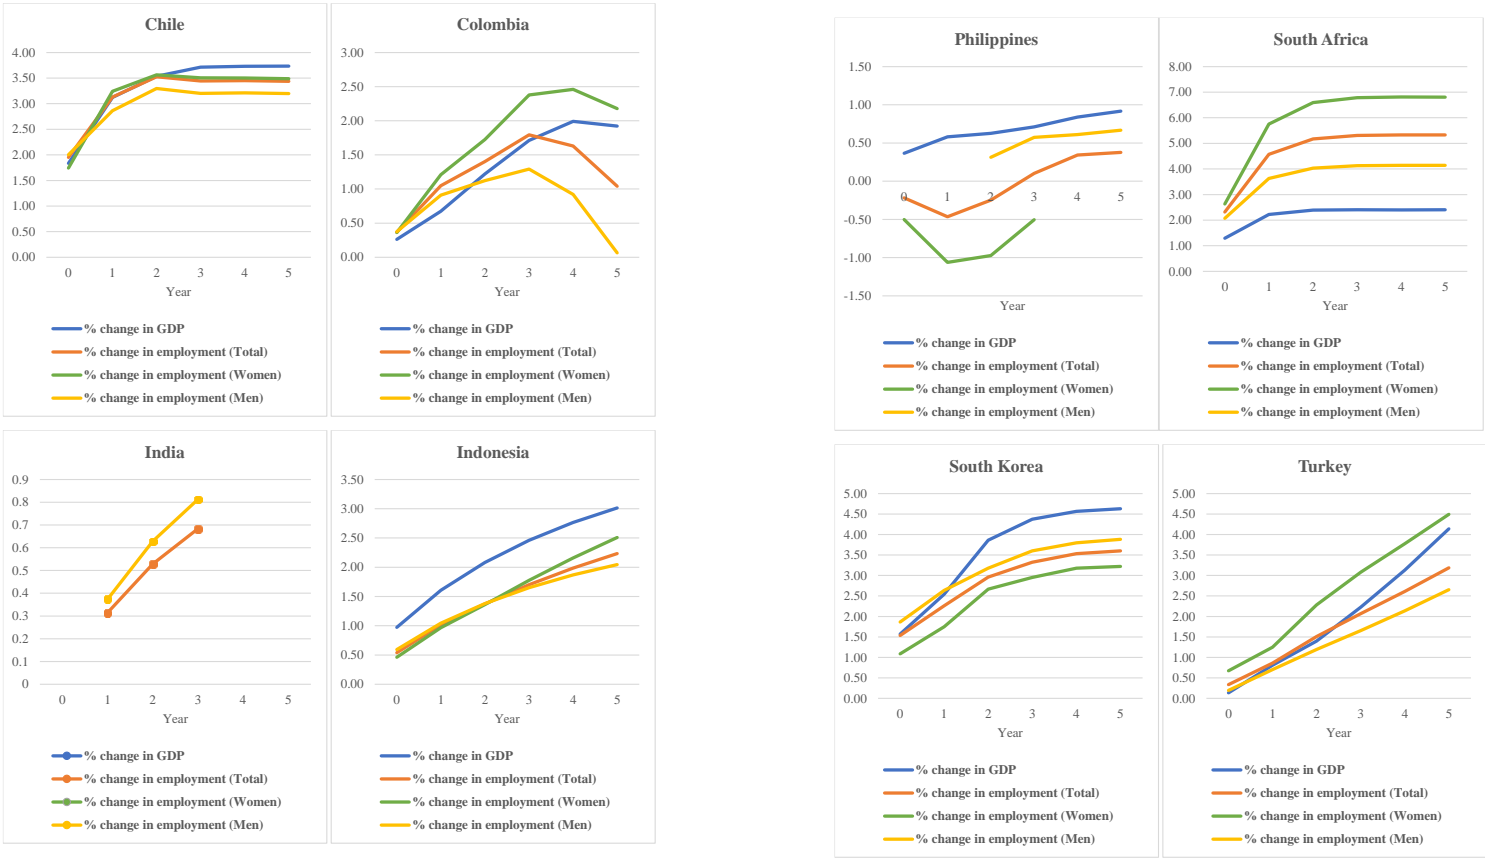 Chile
4.00
3.50
3.00
2.50
2.00
1.50
1.00
0.50
0.00
0 1 2 3 4 5
Year
% change in GDP
% change in employment (Total)
% change in employment (Women)
% change in employment (Men)
Colombia
3.00
2.50
2.00
1.50
1.00
0.50
0.00
0 1 2 3 4 5
Year
% change in GDP
% change in employment (Total)
% change in employment (Women)
% change in employment (Men)
Philippines
1.50
1.00
0.50
0.00
0 1 2 3 4 5
-0.50
-1.00
-1.50
Year
% change in GDP
% change in employment (Total)
% change in employment (Women)
% change in employment (Men)
South Africa
8.00
7.00
6.00
5.00
4.00
3.00
2.00
1.00
0.00
0 1 2 3 4 5
Year
% change in GDP
% change in employment (Total)
% change in employment (Women)
% change in employment (Men)
India
0.9
0.8
0.7
0.6
0.5
0.4
0.3
0.2
0.1
0
0 1 2 3 4 5
Year
% change in GDP
% change in employment (Total)
% change in employment (Women)
% change in employment (Men)
Indonesia
3.50
3.00
2.50
2.00
1.50
1.00
0.50
0.00
0 1 2 3 4 5
Year
% change in GDP
% change in employment (Total)
% change in employment (Women)
% change in employment (Men)
South Korea
5.00
4.50
4.00
3.50
3.00
2.50
2.00
1.50
1.00
0.50
0.00
0 1 2 3 4 5
Year
% change in GDP
% change in employment (Total)
% change in employment (Women)
% change in employment (Men)
Turkey
5.00
4.50
4.00
3.50
3.00
2.50
2.00
1.50
1.00
0.50
0.00
0 1 2 3 4 5
Year
% change in GDP
% change in employment (Total)
% change in employment (Women)
% change in employment (Men)